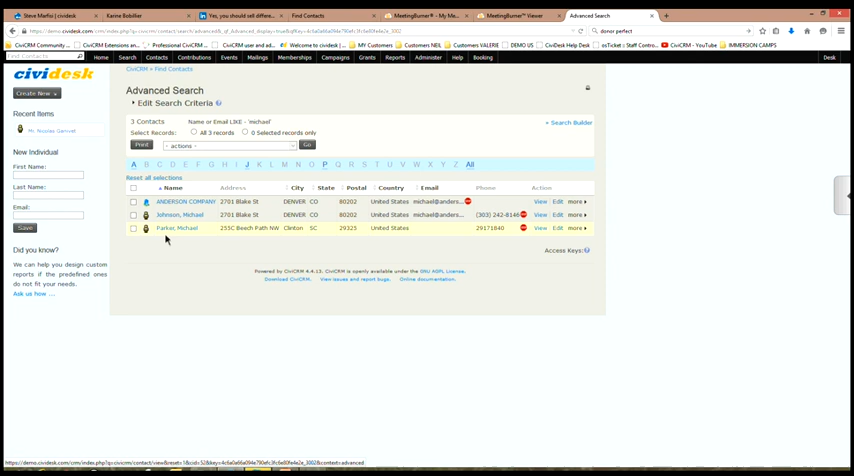 Steve Marfisi | cividesk
Karine Bobillier
Yes, you should sell differ...
Find Contacts
MeetingBurner® - My Me...
MeetingBurner™ Viewer
Advanced Search
donor perfect
CiviCRM Community ...
CiviCRM Extensions Ann...
Professional CiviCRM ...
CiviCRM user and ad...
Welcome to cividesk |...
MY Customers
Customers NEIL
Customers VALERIE
DEMO US
CiviDesk Help Desk
osTicket :: Staff Contro...
CiviCRM - YouTube
IMMERSION CAMPS
Find Contacts
Home
Search
Contacts
Contributions
Events
Mailings
Memberships
Campaigns
Grants
Reports
Administer
Help
Booking
Desk
cividesk
Create New
Recent Items
New Individual
First Name:
Last Name:
Email:
Save
Did you know?
We can help you design custom
reports if the predefined ones
do not fit your needs.
Ask us how ...
CiviCRM » Find Contacts
Advanced Search
Edit Search Criteria
3 Contacts Name or Email LIKE - 'michael'
Search Builder
Select Records: All 3 records 0 Selected records only
Print - actions - Go
A B C D E F G H I J K L M N O P Q R S T U V W X Y Z All
Reset all selections
Name Address City State Postal Country Email Phone Action
ANDERSON COMPANY 2701 Blake St DENVER CO 80202 United States michael@anders... View Edit more
Johnson, Michael 2701 Blake St DENVER CO 80202 United States michael@anders... (303) 242-8146 View Edit more
Parker, Michael 255C Beech Path NW Clinton SC 29325 United States 29171840 View Edit more
Access Keys:
Powered by CiviCRM 4.4.13. CiviCRM is openly available under the GNU AGPL License.
Download CiviCRM. View issues and report bugs. Online documentation.